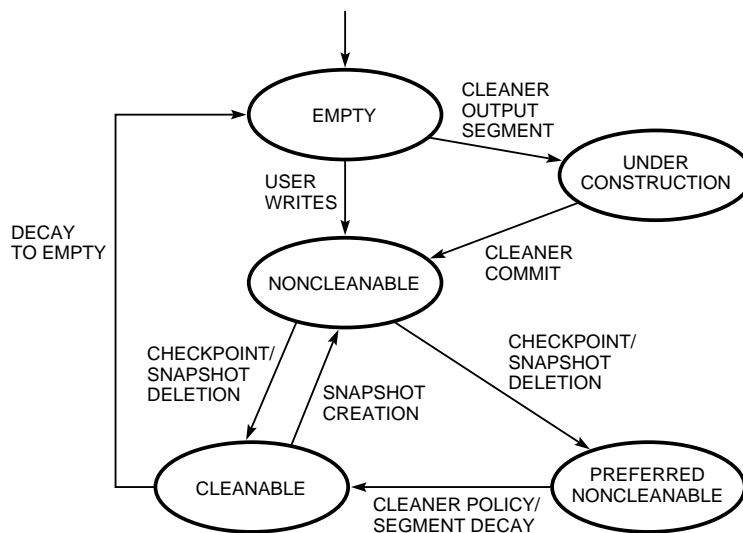 EMPTY
CLEANER
OUTPUT
SEGMENT
UNDER
CONSTRUCTION
USER
WRITES
DECAY
TO EMPTY
CLEANER
COMMIT
NONCLEANABLE
CHECKPOINT/
SNAPSHOT
DELETION
SNAPSHOT
CREATION
CHECKPOINT/
SNAPSHOT
DELETION
CLEANABLE
CLEANER POLICY/
SEGMENT DECAY
PREFERRED
NONCLEANABLE